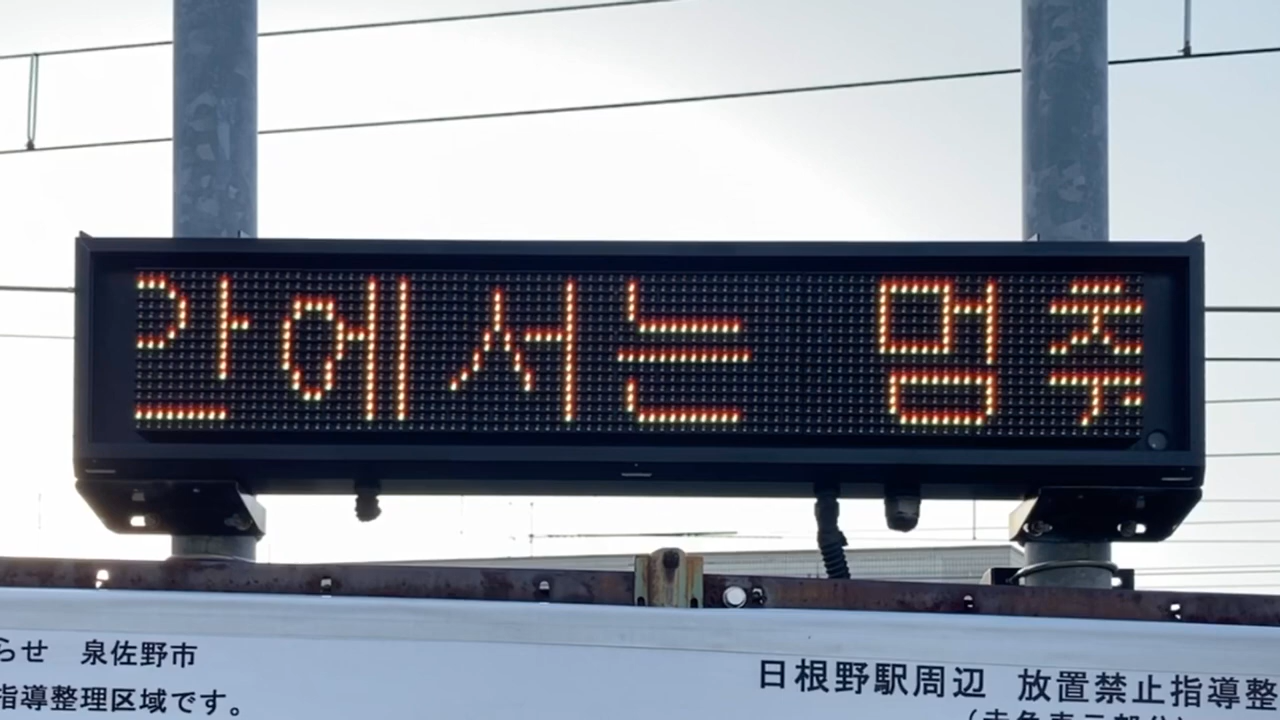 안에서는 멈추
らせ 泉佐野市
指導整理区域です。
日根野駅周辺 放置禁止指導整